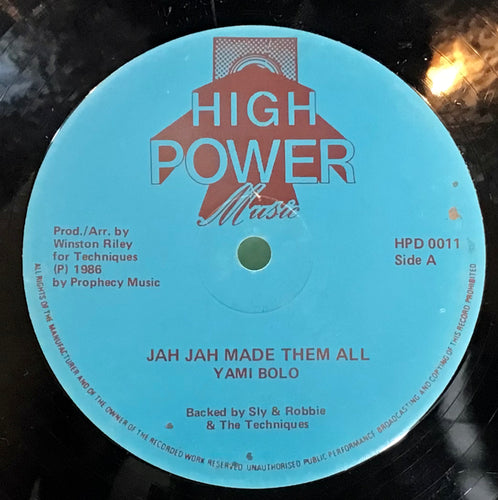 HIGH
POWER
Music
Prod./Arr. by
Winston Riley
for Techniques
(P) 1986
by Prophecy Music
HPD 0011
Side A
JAH JAH MADE THEM ALL
YAMI BOLO
Backed by Sly & Robbie
& The Techniques
ALL RIGHTS OF THE MANUFACTURER AND OF THE OWNER OF THE RECORDED WORK RESERVED. UNAUTHORISED PUBLIC PERFORMANCE BROADCASTING AND COPYING OF THIS RECORD PROHIBITED